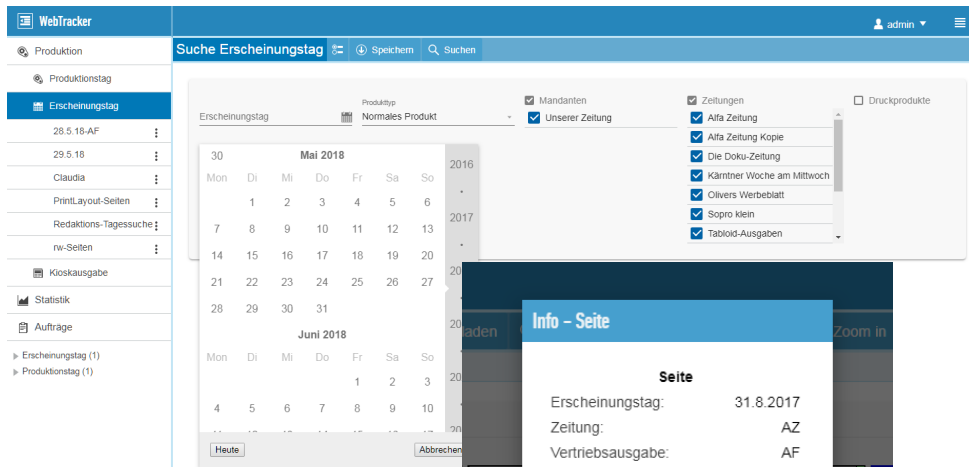 WebTracker
admin
Produktion
Produktionstag
Erscheinungstag
28.5.18-AF
29.5.18
Claudia
PrintLayout-Seiten
Redaktions-Tagessuche
rw-Seiten
Kioskausgabe
Statistik
Aufträge
Erscheinungstag (1)
Produktionstag (1)
Suche Erscheinungstag Speichern Suchen
Erscheinungstag
Produkttyp
Normales Produkt
Mandanten
Unserer Zeitung
Zeitungen
Alfa Zeitung
Alfa Zeitung Kopie
Die Doku-Zeitung
Kärntner Woche am Mittwoch
Olivers Werbeblatt
Sopro klein
Tabloid-Ausgaben
Druckprodukte
30 Mai 2018
Mon Di Mi Do Fr Sa So
1 2 3 4 5 6
7 8 9 10 11 12 13
14 15 16 17 18 19 20
21 22 23 24 25 26 27
28 29 30 31
Juni 2018
Mon Di Mi Do Fr Sa So
1 2 3
4 5 6 7 8 9 10
2016
2017
Heute Abbrechen
laden
Zoom in
Info – Seite
Seite
Erscheinungstag: 31.8.2017
Zeitung: AZ
Vertriebsausgabe: AF